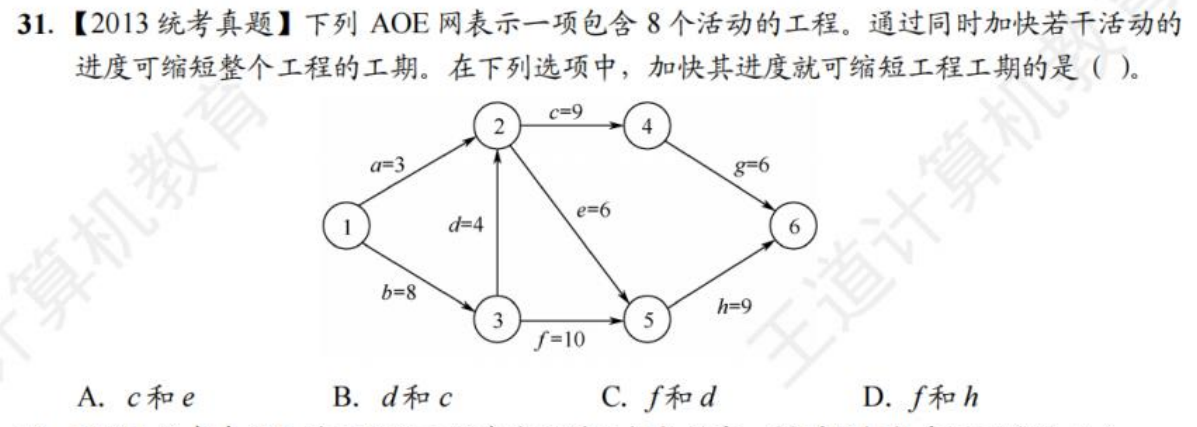 31.【2013 统考真题】下列 AOE 网表示一项包含 8 个活动的工程。通过同时加快若干活动的
进度可缩短整个工程的工期。在下列选项中，加快其进度就可缩短工程工期的是（ ）。
2
c=9
4
a=3
g=6
1
d=4
e=6
6
b=8
h=9
3
f=10
5
A. c 和 e B. d 和 c C. f 和 d D. f 和 h
计算机教育
王道计算机教育